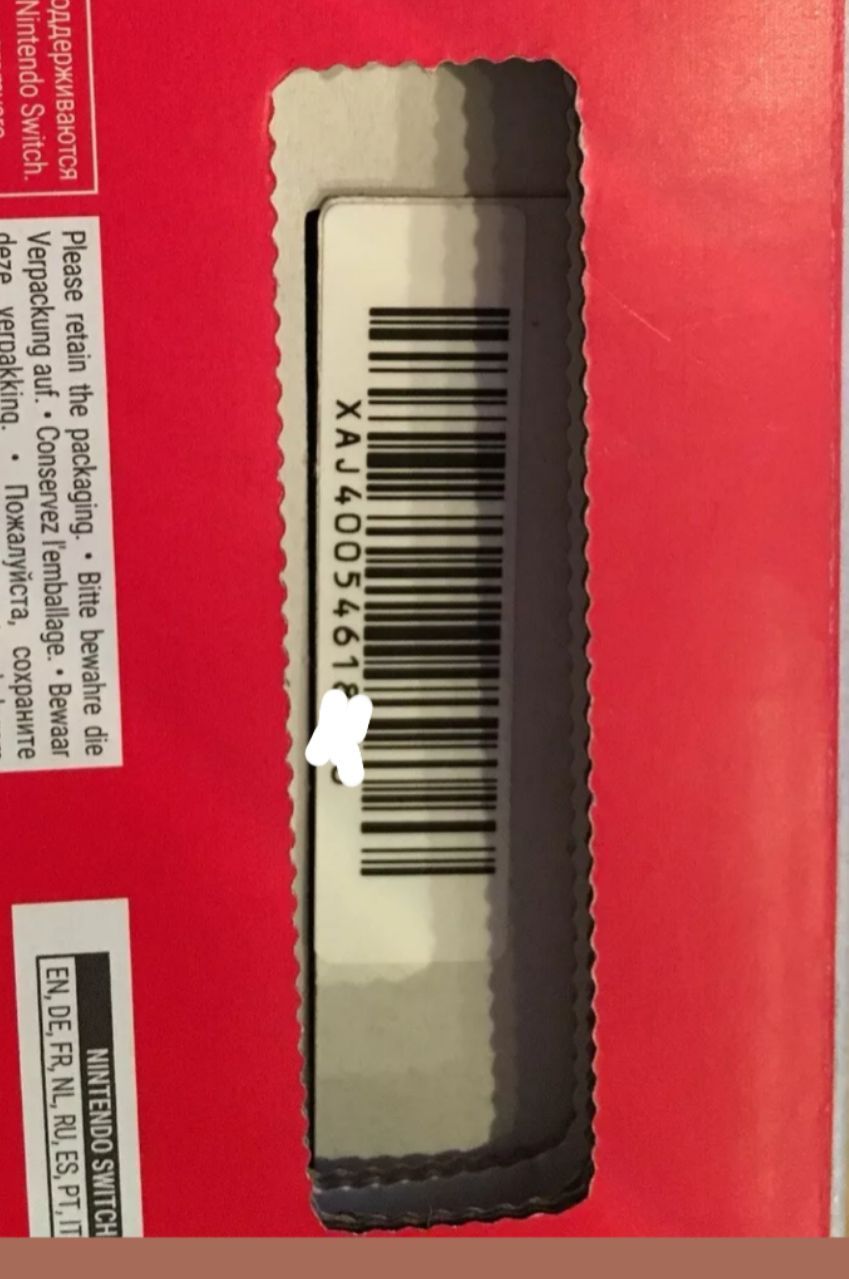 оддерживаются
Nintendo Switch.
Please retain the packaging. • Bitte bewahre die
Verpackung auf. • Conservez l'emballage. • Bewaar
deze verpakking. • Пожалуйста, сохраните
XAJ40054618
NINTENDO SWITCH
EN, DE, FR, NL, RU, ES, PT, IT